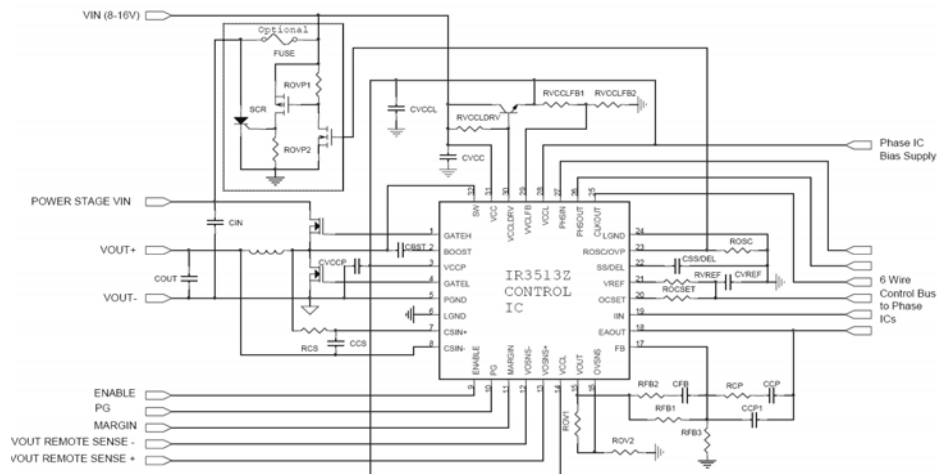 VIN (8-16V)
Optional
FUSE
ROVP1
SCR
ROVP2
CVCCL
RVCCLFB1
RVCCLFB2
RVCCLDRV
CVCC
Phase IC
Bias Supply
POWER STAGE VIN
CIN
VOUT+
COUT
VOUT-
CBST
CVCCP
RCS
CCS
32
31
30
29
28
27
26
25
SW
VCC
VCCLDRV
VVCLFB
VCCL
PHSIN
PHSOUT
CLKOUT
1 GATEH
2 BOOST
3 VCCP
4 GATEL
5 PGND
6 LGND
7 CSIN+
8 CSIN-
IR3513Z
CONTROL
IC
LGND 24
ROSC/OVP 23
SS/DEL 22
VREF 21
OCSET 20
IIN 19
EAOUT 18
FB 17
ROSC
CSS/DEL
RVREF
CVREF
ROCSET
6 Wire
Control Bus
to Phase
ICs
ENABLE
PG
MARGIN
VOSNS-
VOSNS+
VCCL
VOUT
OVSNS
9
10
11
12
13
14
15
16
RFB2
CFB
RCP
CCP
RFB1
CCP1
ROV1
ROV2
RFB3
ENABLE
PG
MARGIN
VOUT REMOTE SENSE -
VOUT REMOTE SENSE +